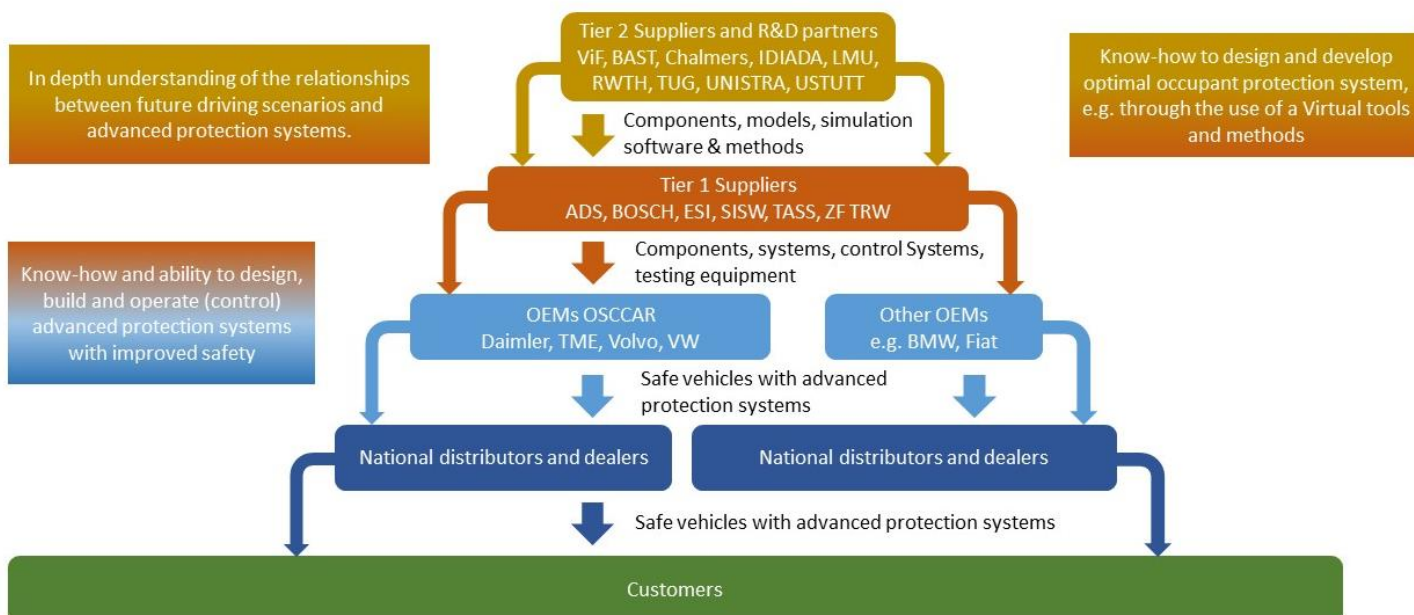 Tier 2 Suppliers and R&D partners
ViF, BAST, Chalmers, IDIADA, LMU,
RWTH, TUG, UNISTRA, USTUTT
In depth understanding of the relationships
between future driving scenarios and
advanced protection systems.
Know-how to design and develop
optimal occupant protection system,
e.g. through the use of a Virtual tools
and methods
Components, models, simulation
software & methods
Tier 1 Suppliers
ADS, BOSCH, ESI, SISW, TASS, ZF TRW
Components, systems, control Systems,
testing equipment
Know-how and ability to design,
build and operate (control)
advanced protection systems
with improved safety
OEMs OSCCAR
Daimler, TME, Volvo, VW
Other OEMs
e.g. BMW, Fiat
Safe vehicles with advanced
protection systems
National distributors and dealers
National distributors and dealers
Safe vehicles with advanced protection systems
Customers